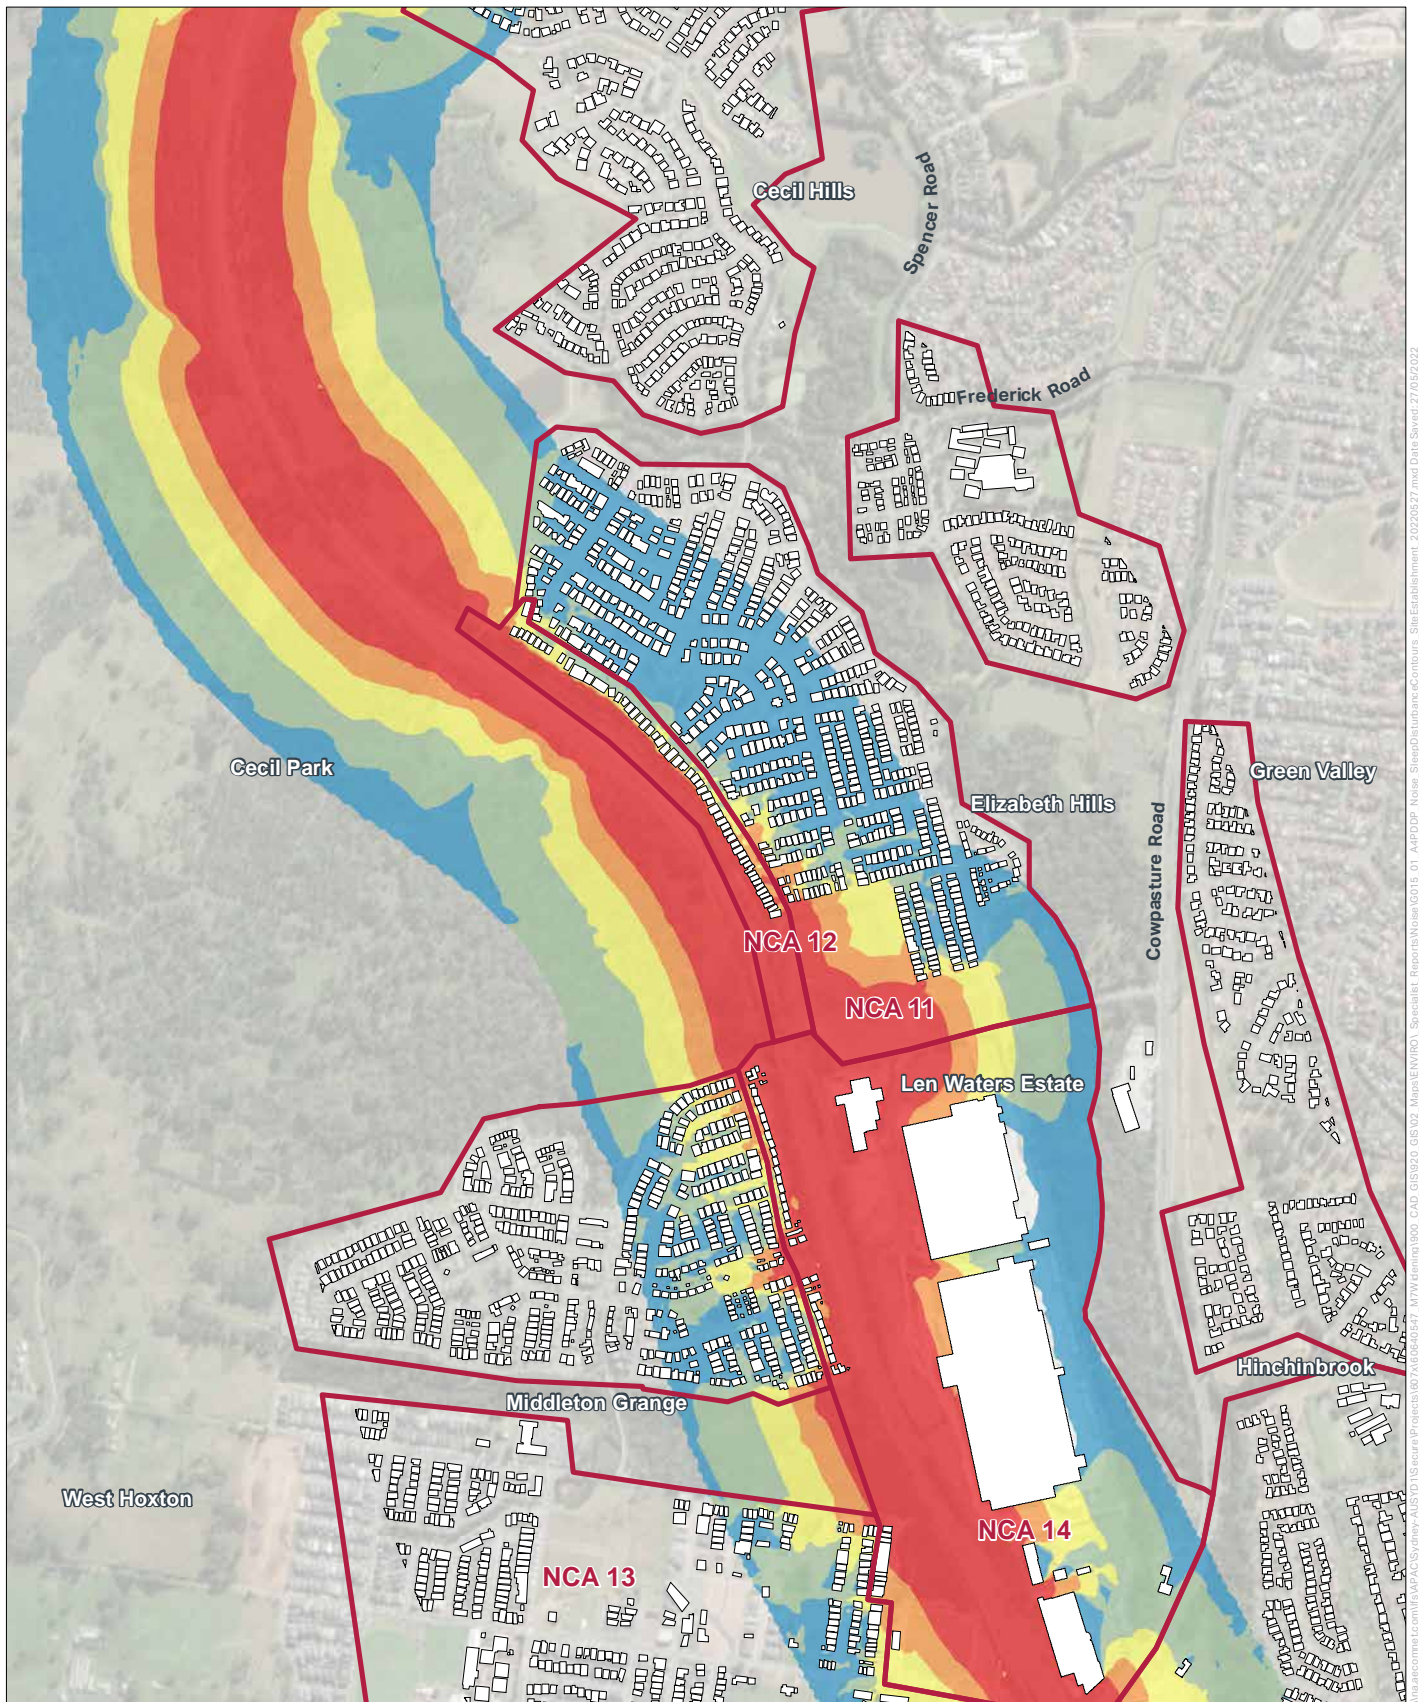 Cecil Hills
Spencer Road
Frederick Road
Cecil Park
Green Valley
Elizabeth Hills
Cowpasture Road
NCA 12
NCA 11
Len Waters Estate
Hinchinbrook
Middleton Grange
West Hoxton
NCA 14
NCA 13